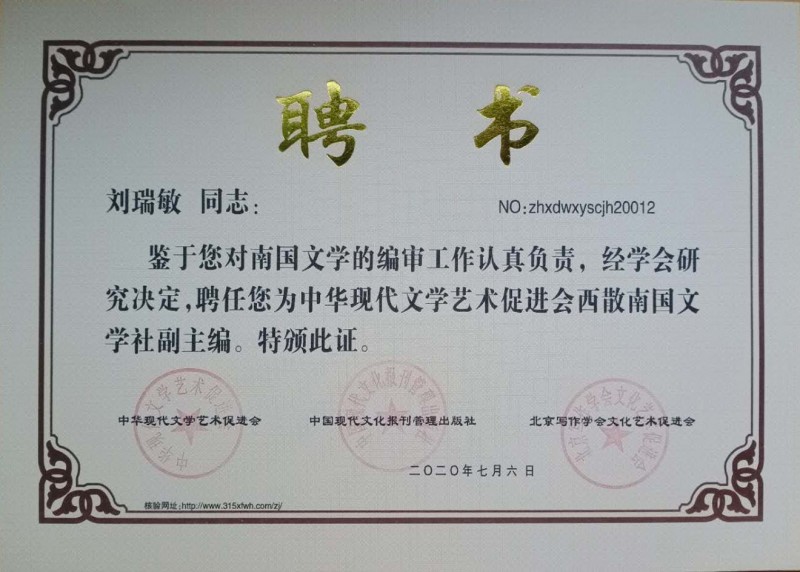 聘 书
刘瑞敏 同志：
NO:zhxdwxyscjh20012
鉴于您对南国文学的编审工作认真负责，经学会研
究决定，聘任您为中华现代文学艺术促进会西散南国文
学社副主编。特颁此证。
中华现代文学艺术促进会
中国现代文化报刊管理出版社
北京写作学会文化艺术促进会
二〇二〇年七月六日
核验网址:http://www.315xfwh.com/zj/